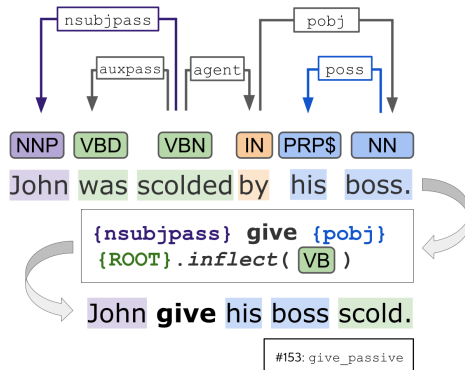 nsubjpass pobj
auxpass agent poss
NNP VBD VBN IN PRP$ NN
John was scolded by his boss.
{nsubjpass} give {pobj}
{ROOT}.inflect( VB )
John give his boss scold.
#153: give_passive